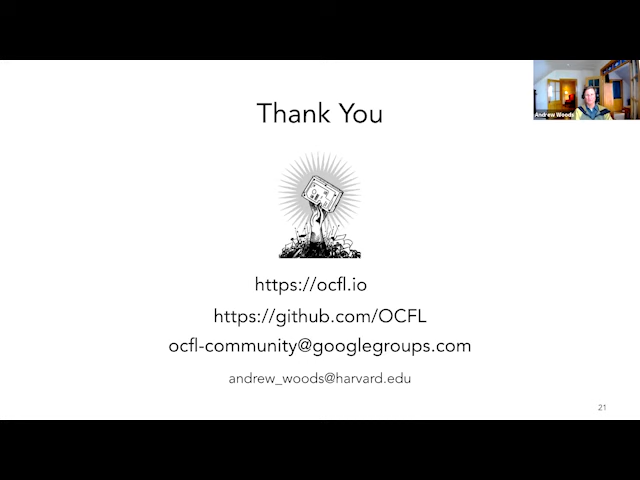 Thank You
Andrew Woods
https://ocfl.io
https://github.com/OCFL
ocfl-community@googlegroups.com
andrew_woods@harvard.edu
21